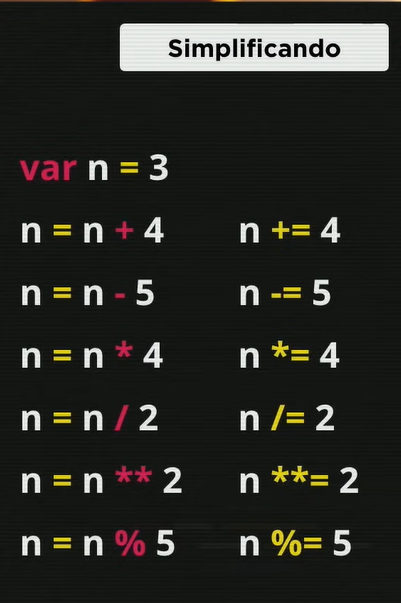 Simplificando
var n = 3
n = n + 4 n += 4
n = n - 5 n -= 5
n = n * 4 n *= 4
n = n / 2 n /= 2
n = n ** 2 n **= 2
n = n % 5 n %= 5